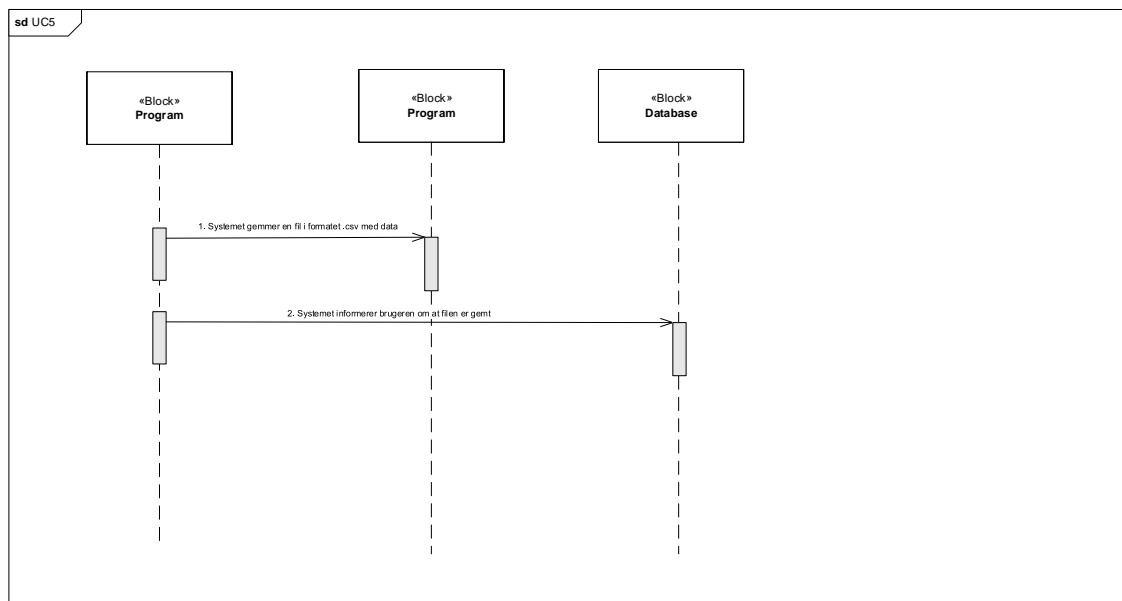 sd UC5
«Block»
Program
«Block»
Program
«Block»
Database
1. Systemet gemmer en fil i formatet .csv med data
2. Systemet informerer brugeren om at filen er gemt